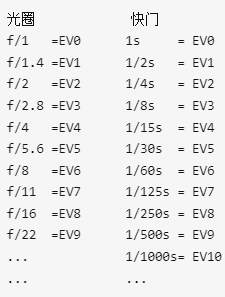 光圈 快门
f/1 =EV0 1s = EV0
f/1.4 =EV1 1/2s = EV1
f/2 =EV2 1/4s = EV2
f/2.8 =EV3 1/8s = EV3
f/4 =EV4 1/15s = EV4
f/5.6 =EV5 1/30s = EV5
f/8 =EV6 1/60s = EV6
f/11 =EV7 1/125s = EV7
f/16 =EV8 1/250s = EV8
f/22 =EV9 1/500s = EV9
... 1/1000s= EV10
... ...